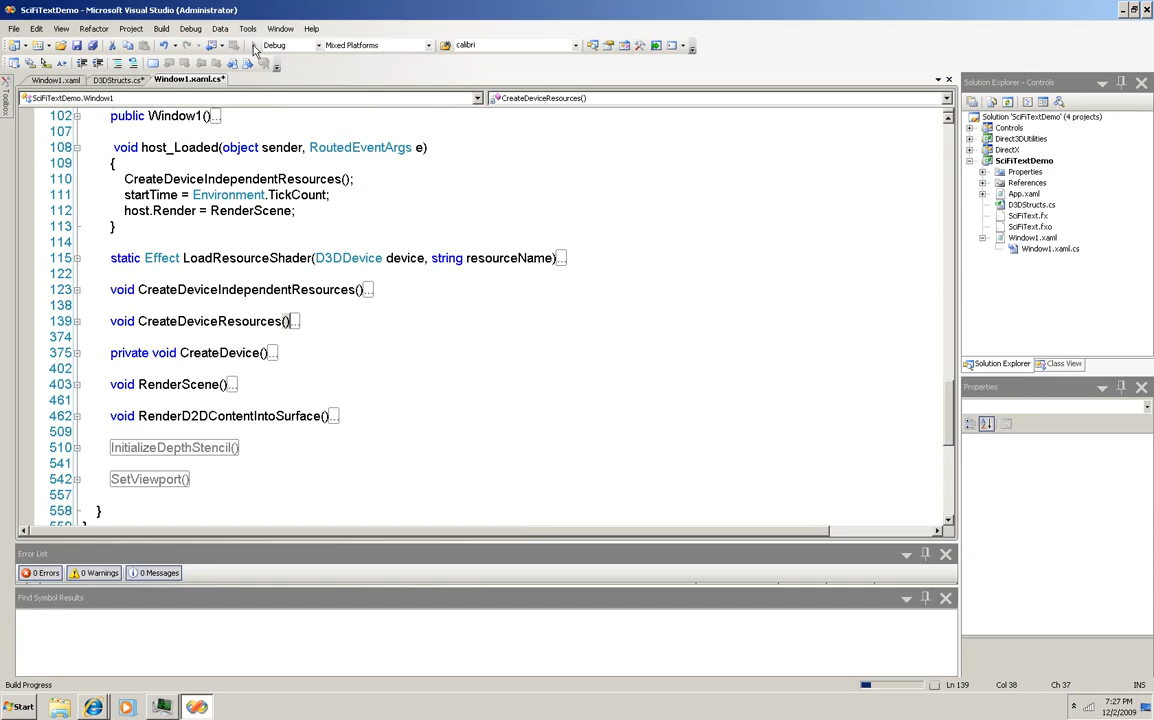 SciFiTextDemo - Microsoft Visual Studio (Administrator)
File Edit View Refactor Project Build Debug Data Tools Window Help
Debug Mixed Platforms calibri
Window1.xaml D3DStructs.cs* Window1.xaml.cs*
SciFiTextDemo.Window1 CreateDeviceResources()
102 public Window1()...
107
108 void host_Loaded(object sender, RoutedEventArgs e)
109 {
110 CreateDeviceIndependentResources();
111 startTime = Environment.TickCount;
112 host.Render = RenderScene;
113 }
114
115 static Effect LoadResourceShader(D3DDevice device, string resourceName)...
122
123 void CreateDeviceIndependentResources()...
138
139 void CreateDeviceResources()...
374
375 private void CreateDevice()...
402
403 void RenderScene()...
461
462 void RenderD2DContentIntoSurface()...
509
510 InitializeDepthStencil()
541
542 SetViewport()
557
558 }
559 }
Toolbox
Solution Explorer - Controls
Solution 'SciFiTextDemo' (4 projects)
Controls
Direct3DUtilities
DirectX
SciFiTextDemo
Properties
References
App.xaml
D3DStructs.cs
SciFiText.fx
SciFiText.fxo
Window1.xaml
Window1.xaml.cs
Solution Explorer Class View
Properties
Error List
0 Errors 0 Warnings 0 Messages
Find Symbol Results
Build Progress Ln 139 Col 38 Ch 37 INS
Start 7:27 PM
12/2/2009